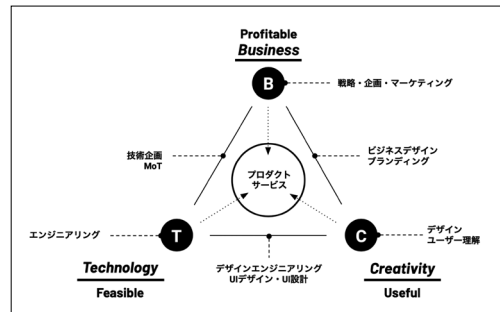 Profitable
Business
B
戦略・企画・マーケティング
技術企画
MoT
ビジネスデザイン
ブランディング
プロダクト
サービス
エンジニアリング
T
C
デザイン
ユーザー理解
デザインエンジニアリング
UIデザイン・UI設計
Technology
Feasible
Creativity
Useful